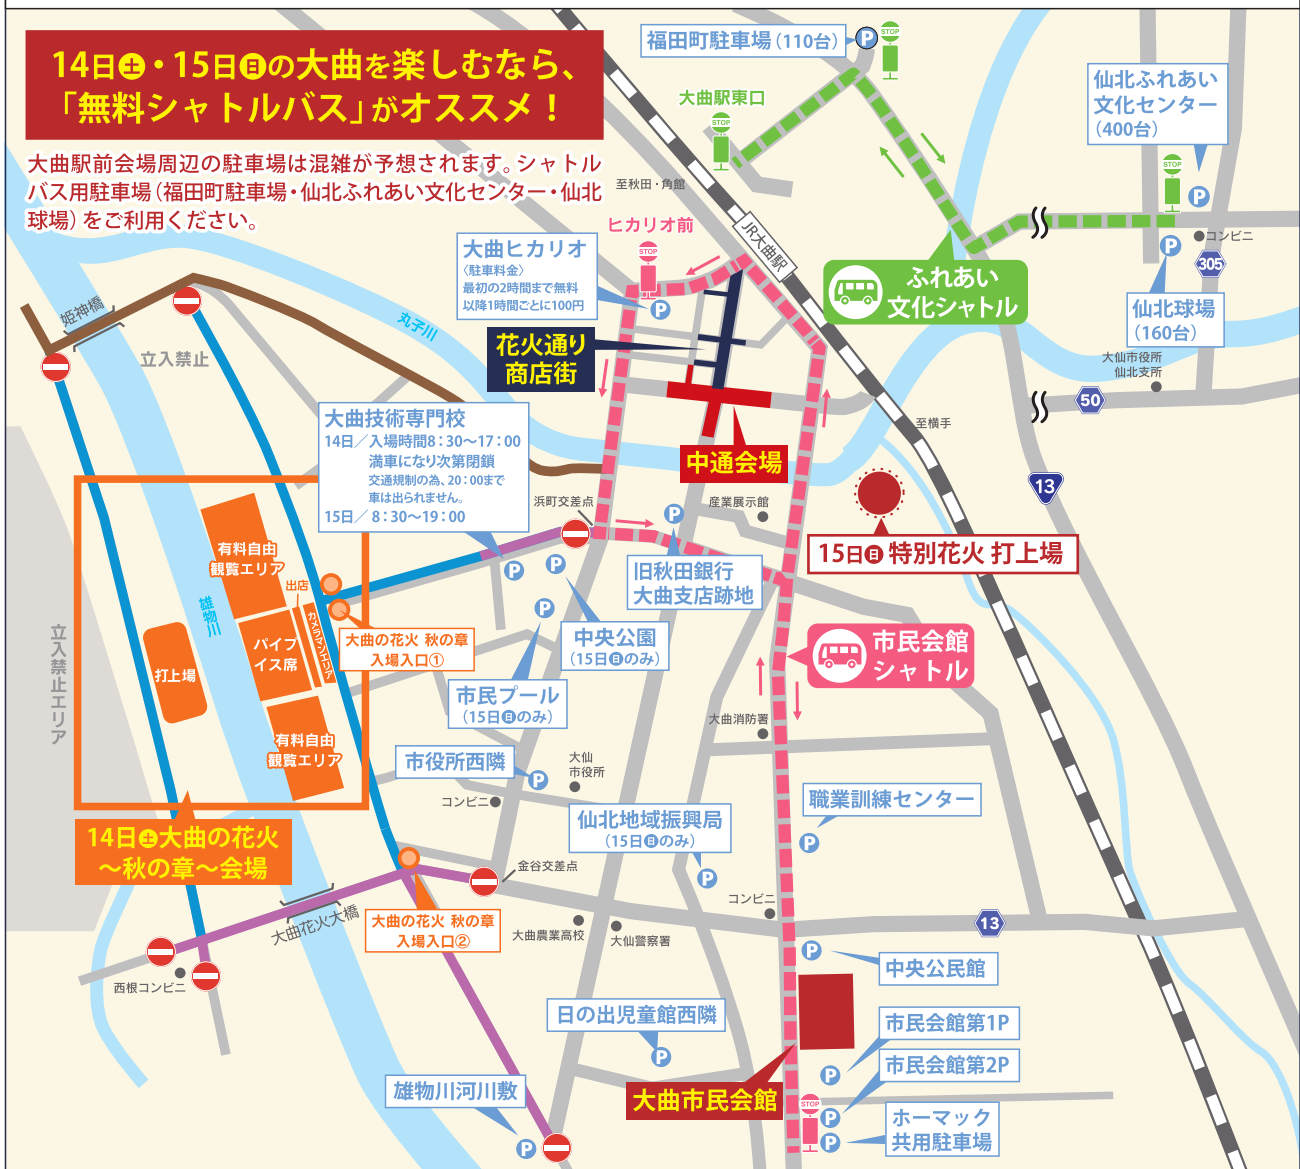 14日土・15日日の大曲を楽しむなら、
「無料シャトルバス」がオススメ！
大曲駅前会場周辺の駐車場は混雑が予想されます。シャトル
バス用駐車場（福田町駐車場・仙北ふれあい文化センター・仙北
球場）をご利用ください。
福田町駐車場（110台）
P
STOP
大曲駅東口
STOP
仙北ふれあい
文化センター
（400台）
STOP
P
コンビニ
P
305
仙北球場
（160台）
至秋田・角館
ヒカリオ前
STOP
JR大曲駅
ふれあい
文化シャトル
大曲ヒカリオ
〈駐車料金〉
最初の2時間まで無料
以降1時間ごとに100円
P
姫神橋
丸子川
立入禁止
花火通り
商店街
大仙市役所
仙北支所
50
至横手
大曲技術専門校
14日／入場時間8：30～17：00
満車になり次第閉鎖
交通規制の為、20：00まで
車は出られません。
15日／ 8：30～19：00
中通会場
浜町交差点
P
産業展示館
13
15日日 特別花火 打上場
有料自由
観覧エリア
出店
雄物川
カメラマンエリア
パイプ
イス席
打上場
立入禁止エリア
有料自由
観覧エリア
大曲の花火 秋の章
入場入口①
P
P
P
旧秋田銀行
大曲支店跡地
中央公園
（15日日のみ）
市民会館
シャトル
市民プール
（15日日のみ）
大曲消防署
市役所西隣
P
大仙
市役所
コンビニ
職業訓練センター
P
仙北地域振興局
（15日日のみ）
P
14日土大曲の花火
～秋の章～会場
金谷交差点
コンビニ
大曲花火大橋
大曲の花火 秋の章
入場入口②
大曲農業高校
大仙警察署
13
西根コンビニ
P
中央公民館
日の出児童館西隣
P
市民会館第1P
P
市民会館第2P
大曲市民会館
雄物川河川敷
P
STOP
P
P
ホーマック
共用駐車場